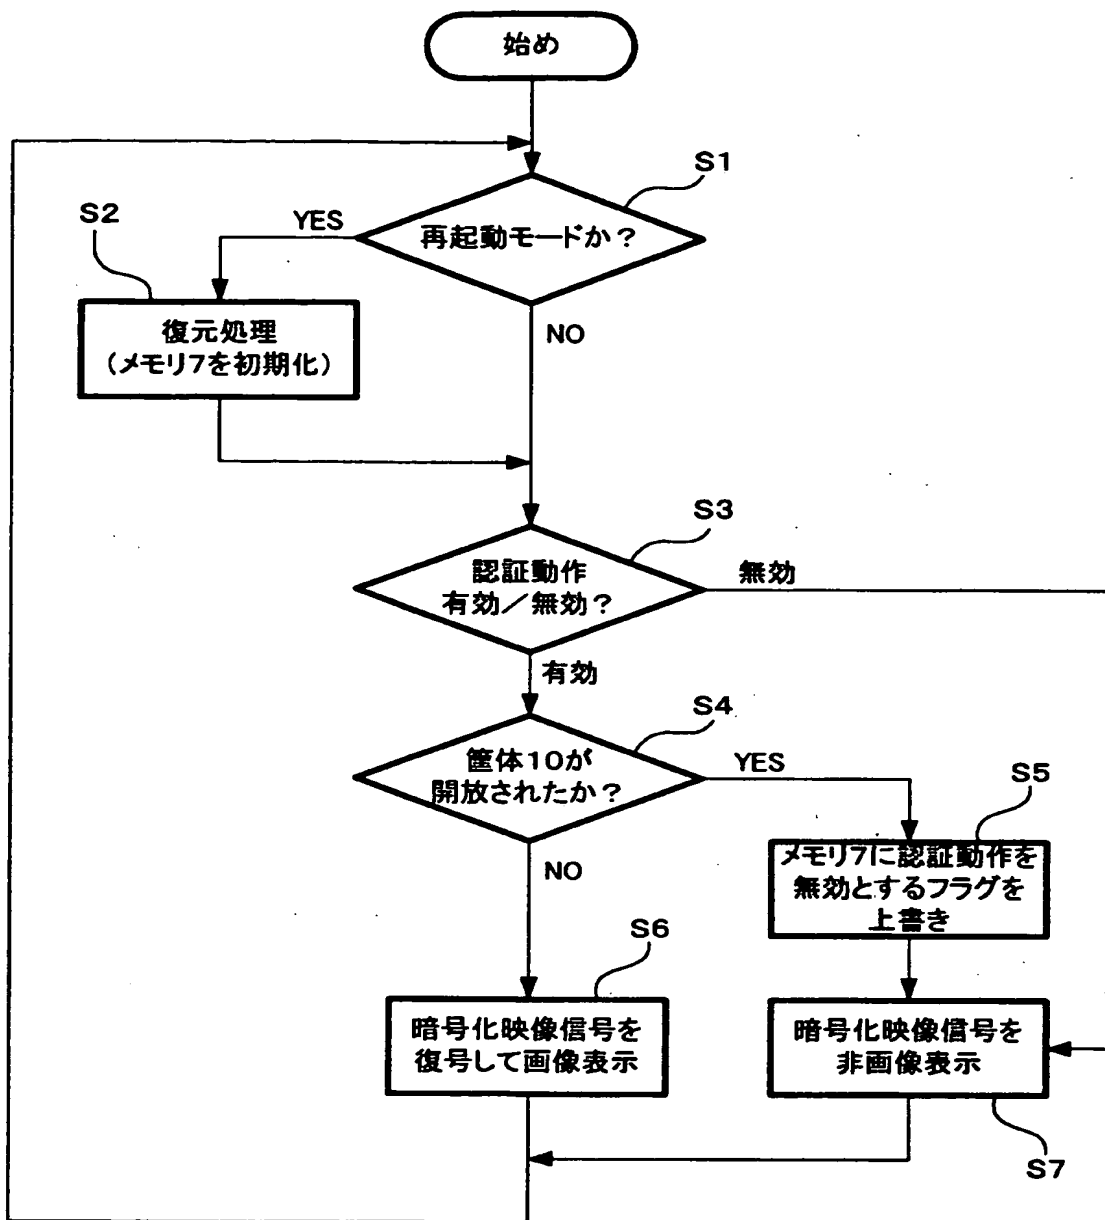 始め
S1
再起動モードか？
YES
S2
NO
復元処理
（メモリ7を初期化）
S3
認証動作
有効／無効？
無効
有効
S4
筐体10が
開放されたか？
YES
S5
NO
メモリ7に認証動作を
無効とするフラグを
上書き
S6
暗号化映像信号を
復号して画像表示
暗号化映像信号を
非画像表示
S7